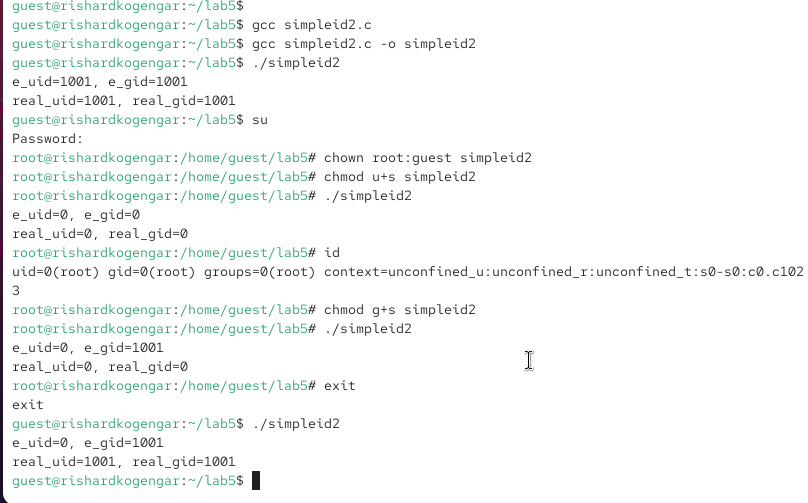 guest@rishardkogengar:~/lab5$
guest@rishardkogengar:~/lab5$ gcc simpleid2.c
guest@rishardkogengar:~/lab5$ gcc simpleid2.c -o simpleid2
guest@rishardkogengar:~/lab5$ ./simpleid2
e_uid=1001, e_gid=1001
real_uid=1001, real_gid=1001
guest@rishardkogengar:~/lab5$ su
Password:
root@rishardkogengar:/home/guest/lab5# chown root:guest simpleid2
root@rishardkogengar:/home/guest/lab5# chmod u+s simpleid2
root@rishardkogengar:/home/guest/lab5# ./simpleid2
e_uid=0, e_gid=0
real_uid=0, real_gid=0
root@rishardkogengar:/home/guest/lab5# id
uid=0(root) gid=0(root) groups=0(root) context=unconfined_u:unconfined_r:unconfined_t:s0-s0:c0.c102
3
root@rishardkogengar:/home/guest/lab5# chmod g+s simpleid2
root@rishardkogengar:/home/guest/lab5# ./simpleid2
e_uid=0, e_gid=1001
real_uid=0, real_gid=0
root@rishardkogengar:/home/guest/lab5# exit
exit
guest@rishardkogengar:~/lab5$ ./simpleid2
e_uid=0, e_gid=1001
real_uid=1001, real_gid=1001
guest@rishardkogengar:~/lab5$